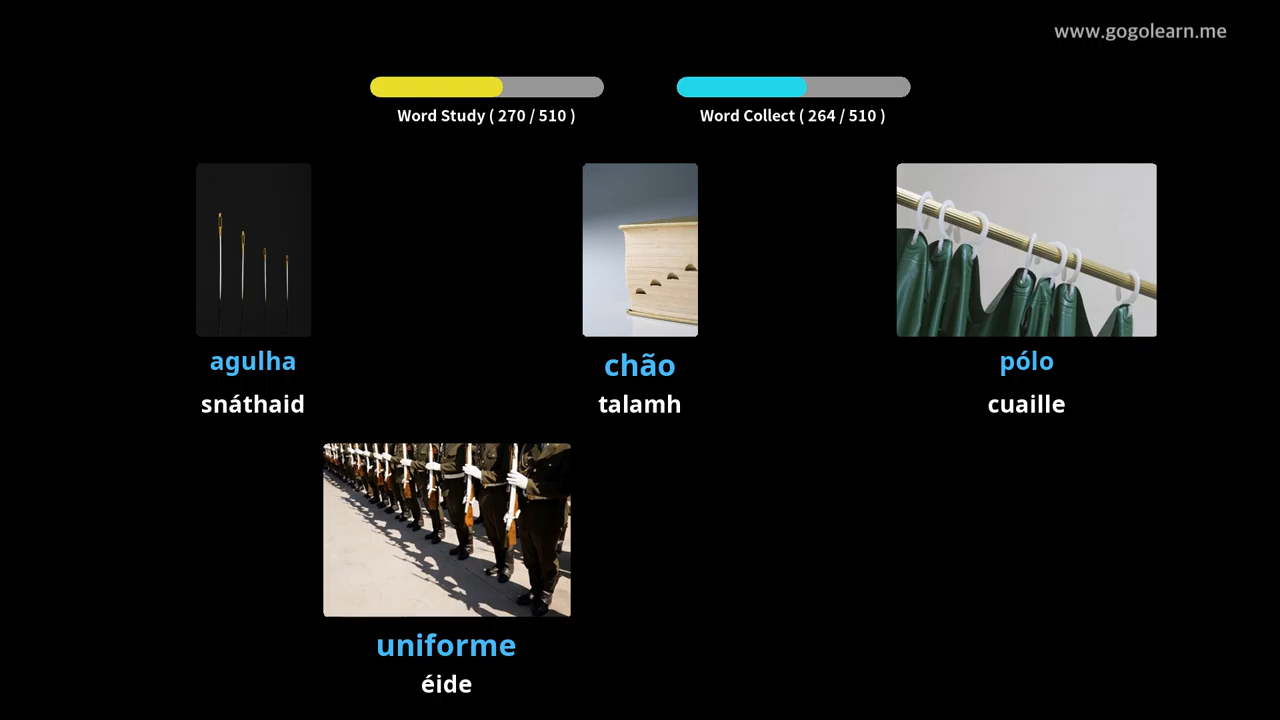 www.gogolearn.me
Word Study ( 270 / 510 )
Word Collect ( 264 / 510 )
agulha
snáthaid
chão
talamh
pólo
cuaille
uniforme
éide